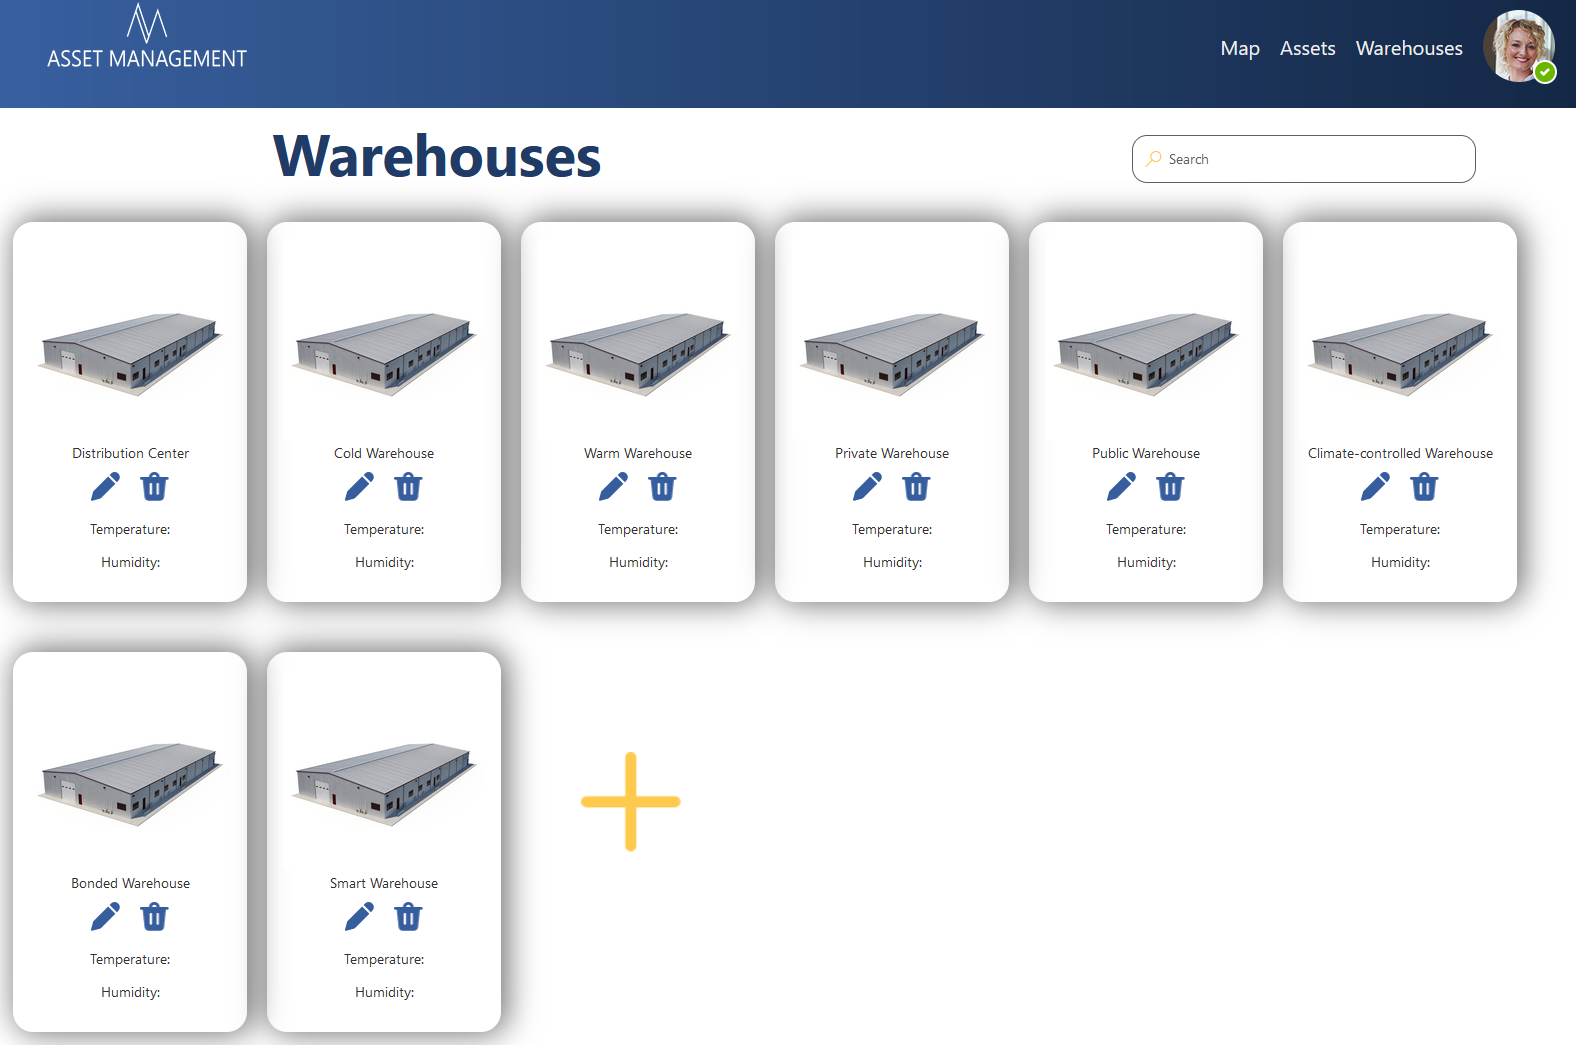 ASSET MANAGEMENT
Map Assets Warehouses
Warehouses
Search
Distribution Center
Temperature:
Humidity:
Cold Warehouse
Temperature:
Humidity:
Warm Warehouse
Temperature:
Humidity:
Private Warehouse
Temperature:
Humidity:
Public Warehouse
Temperature:
Humidity:
Climate-controlled Warehouse
Temperature:
Humidity:
Bonded Warehouse
Temperature:
Humidity:
Smart Warehouse
Temperature:
Humidity: